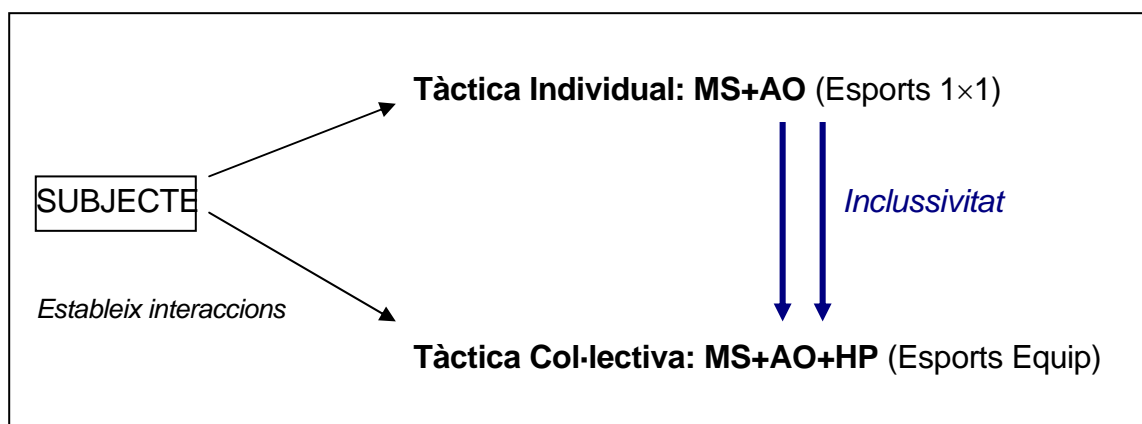 Tàctica Individual: MS+AO (Esports 1×1)
SUBJECTE
Inclussivitat
Estableix interaccions
Tàctica Col·lectiva: MS+AO+HP (Esports Equip)